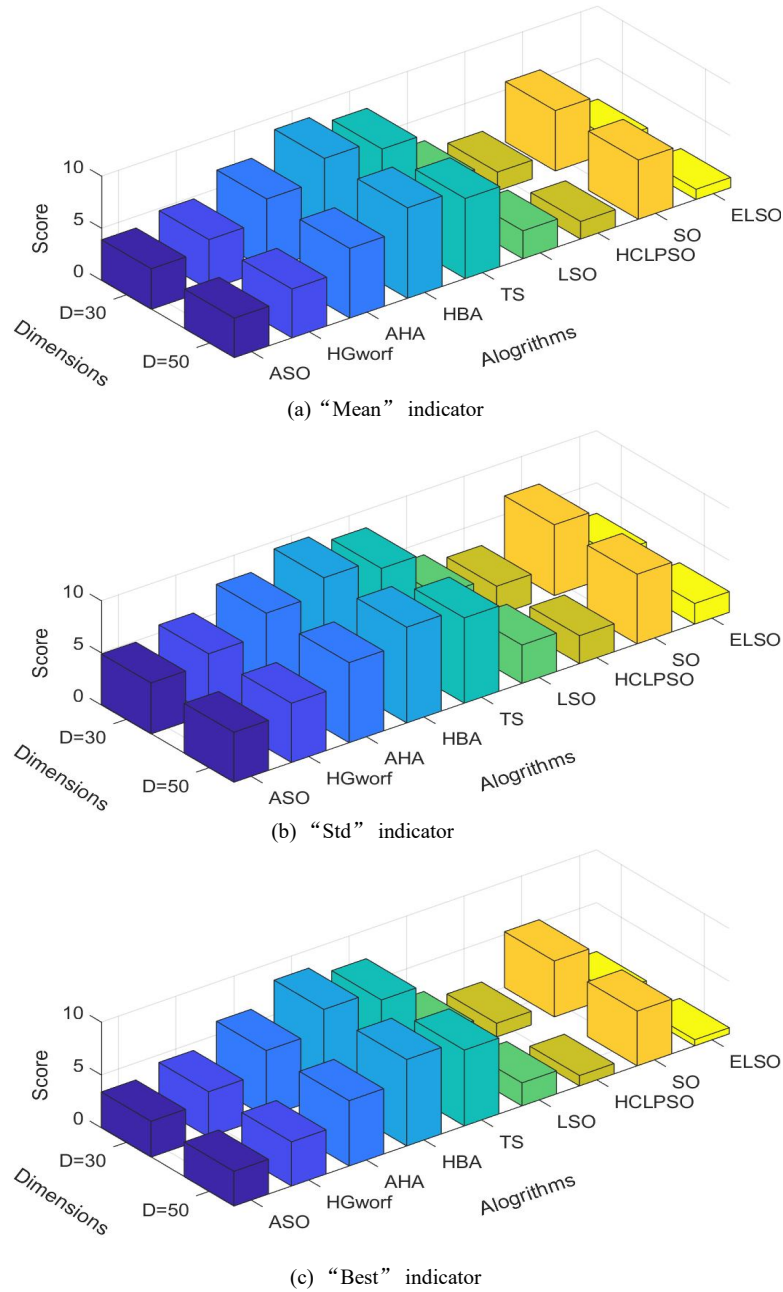 10
5
0
Score
D=30
D=50
Dimensions
ASO
HGworf
AHA
HBA
TS
LSO
HCLPSO
SO
ELSO
Alogrithms
(a) “Mean” indicator
10
5
0
Score
D=30
D=50
Dimensions
ASO
HGworf
AHA
HBA
TS
LSO
HCLPSO
SO
ELSO
Alogrithms
(b) “Std” indicator
10
5
0
Score
D=30
D=50
Dimensions
ASO
HGworf
AHA
HBA
TS
LSO
HCLPSO
SO
ELSO
Alogrithms
(c) “Best” indicator